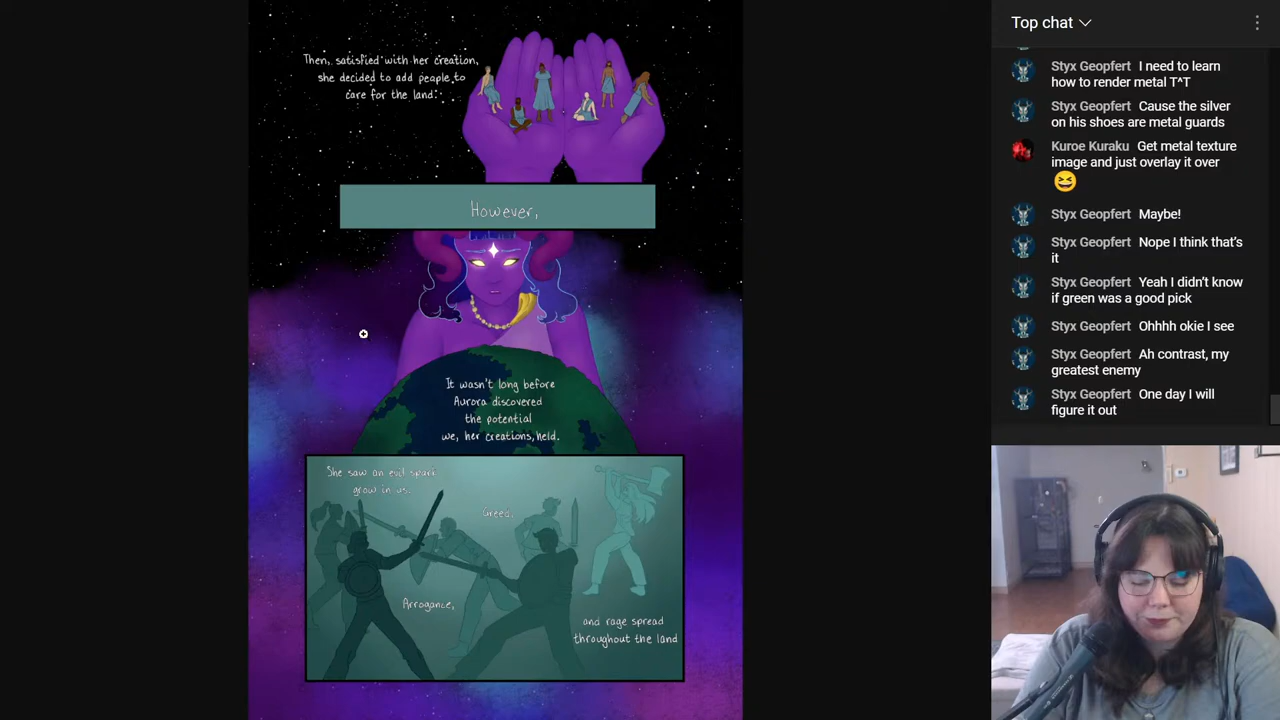 Then, satisfied with her creation,
she decided to add people to
care for the land.
However,
It wasn't long before
Aurora discovered
the potential
we, her creations, held.
She saw an evil spark
grow in us.
Greed,
Arrogance,
and rage spread
throughout the land
Top chat
Styx Geopfert I need to learn
how to render metal T^T
Styx Geopfert Cause the silver
on his shoes are metal guards
Kuroe Kuraku Get metal texture
image and just overlay it over
😆
Styx Geopfert Maybe!
Styx Geopfert Nope I think that's
it
Styx Geopfert Yeah I didn't know
if green was a good pick
Styx Geopfert Ohhhh okie I see
Styx Geopfert Ah contrast, my
greatest enemy
Styx Geopfert One day I will
figure it out